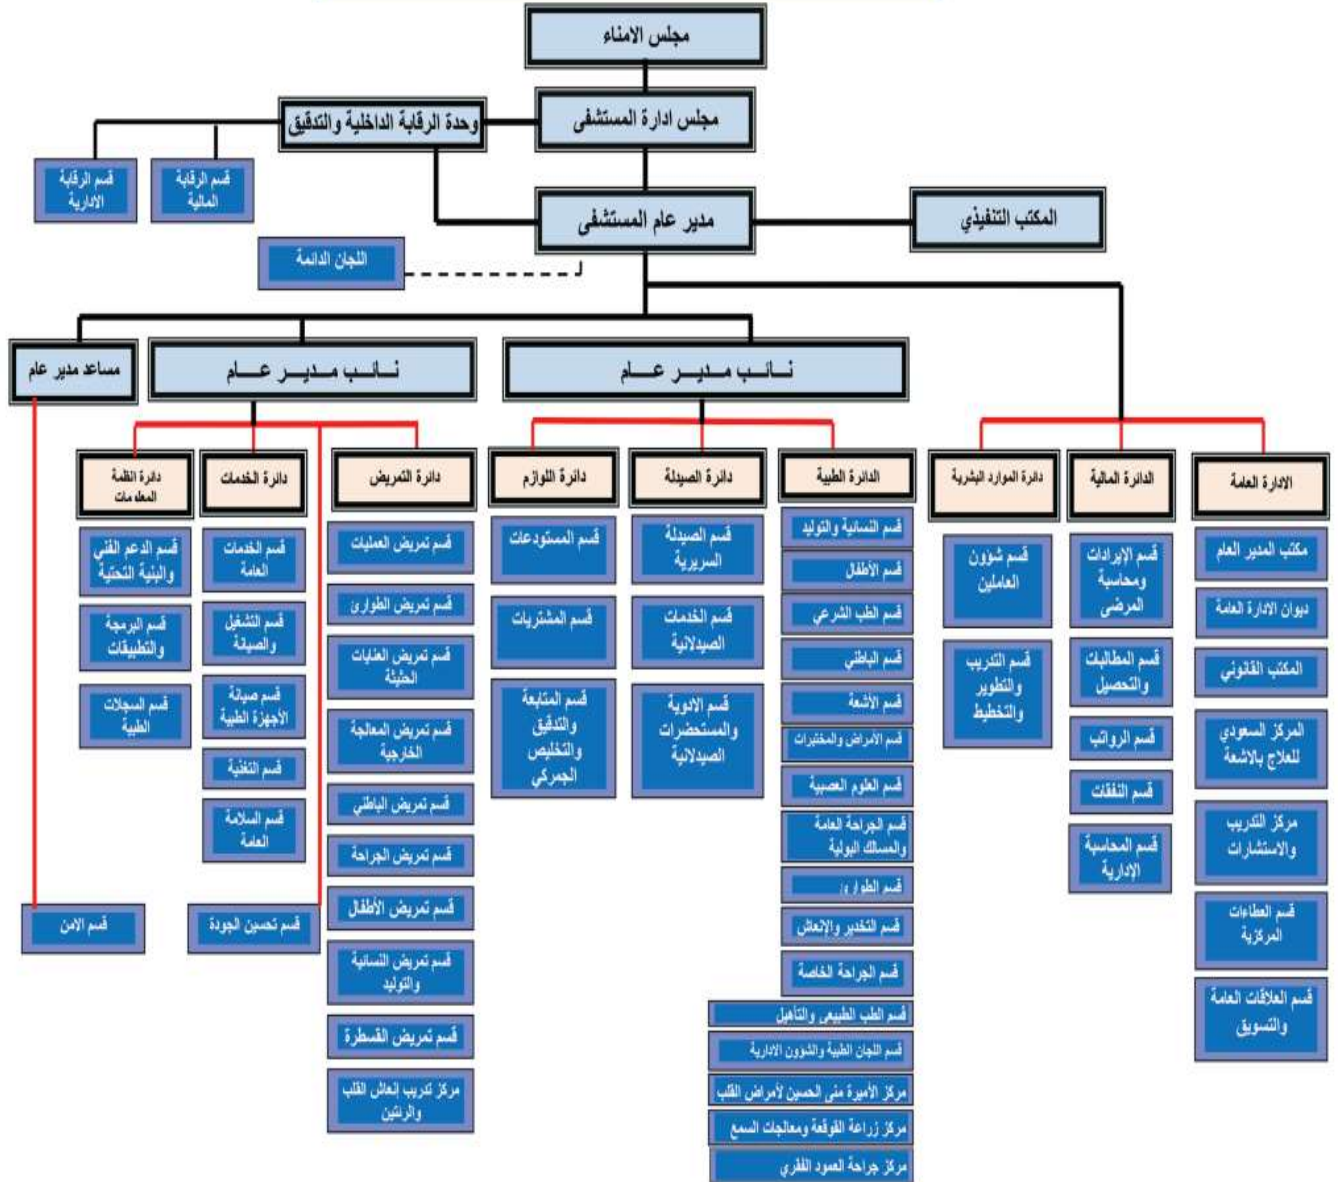 مجلس الامناء
مجلس ادارة المستشفى
وحدة الرقابة الداخلية والتدقيق
قسم الرقابة
المالية
قسم الرقابة
الادارية
مدير عام المستشفى
المكتب التنفيذي
اللجان الدائمة
نــائــب مــديــر عــــام
نــائــب مــديــر عــــام
مساعد مدير عام
الادارة العامة
مكتب المدير العام
ديوان الادارة العامة
المكتب القانوني
المركز السعودي
للعلاج بالاشعة
مركز التدريب
والاستشارات
قسم العطاءات
المركزية
قسم العلاقات العامة
والتسويق
الدائرة المالية
قسم الإيرادات
ومحاسبة
المرضى
قسم المطالبات
والتحصيل
قسم الرواتب
قسم النفقات
قسم المحاسبة
الإدارية
دائرة الموارد البشرية
قسم شؤون
العاملين
قسم التدريب
والتطوير
والتخطيط
الدائرة الطبية
قسم النسائية والتوليد
قسم الأطفال
قسم الطب الشرعي
قسم الباطني
قسم الأشعة
قسم الأمراض والمختبرات
قسم العلوم العصبية
قسم الجراحة العامة
والمسالك البولية
قسم الطوارئ
قسم التخدير والإنعاش
قسم الجراحة الخاصة
قسم الطب الطبيعي والتأهيل
قسم اللجان الطبية والشؤون الادارية
مركز الأميرة منى الحسين لأمراض القلب
مركز زراعة القوقعة ومعالجات السمع
مركز جراحة العمود الفقري
دائرة الصيدلة
قسم الصيدلة
السريرية
قسم الخدمات
الصيدلانية
قسم الادوية
والمستحضرات
الصيدلانية
دائرة اللوازم
قسم المستودعات
قسم المشتريات
قسم المتابعة
والتدقيق
والتخليص
الجمركي
دائرة التمريض
قسم تمريض العمليات
قسم تمريض الطوارئ
قسم تمريض العنايات
الحثيثة
قسم تمريض المعالجة
الخارجية
قسم تمريض الباطني
قسم تمريض الجراحة
قسم تمريض الأطفال
قسم تمريض النسائية
والتوليد
قسم تمريض القسطرة
مركز تدريب إنعاش القلب
والرئتين
دائرة الخدمات
قسم الخدمات
العامة
قسم التشغيل
والصيانة
قسم صيانة
الأجهزة الطبية
قسم التغذية
قسم السلامة
العامة
قسم تحسين الجودة
دائرة انظمة
المعلومات
قسم الدعم الفني
والبنية التحتية
قسم البرمجة
والتطبيقات
قسم السجلات
الطبية
قسم الامن